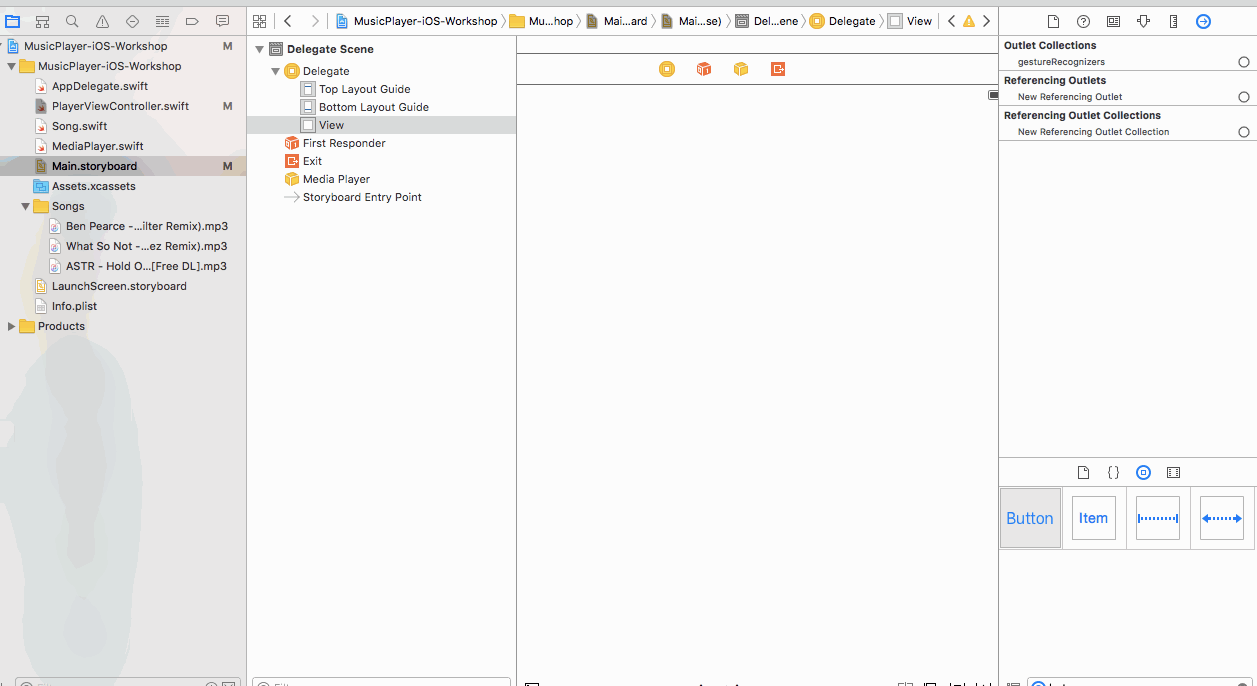 MusicPlayer-iOS-Workshop
Mu...hop
Mai...ard
Mai...se)
Del...ene
Delegate
View
MusicPlayer-iOS-Workshop M
MusicPlayer-iOS-Workshop
AppDelegate.swift
PlayerViewController.swift M
Song.swift
MediaPlayer.swift
Main.storyboard M
Assets.xcassets
Songs
Ben Pearce -...ilter Remix).mp3
What So Not -...ez Remix).mp3
ASTR - Hold O...[Free DL].mp3
LaunchScreen.storyboard
Info.plist
Products
Delegate Scene
Delegate
Top Layout Guide
Bottom Layout Guide
View
First Responder
Exit
Media Player
Storyboard Entry Point
Outlet Collections
gestureRecognizers
Referencing Outlets
New Referencing Outlet
Referencing Outlet Collections
New Referencing Outlet Collection
{ }
Button
Item